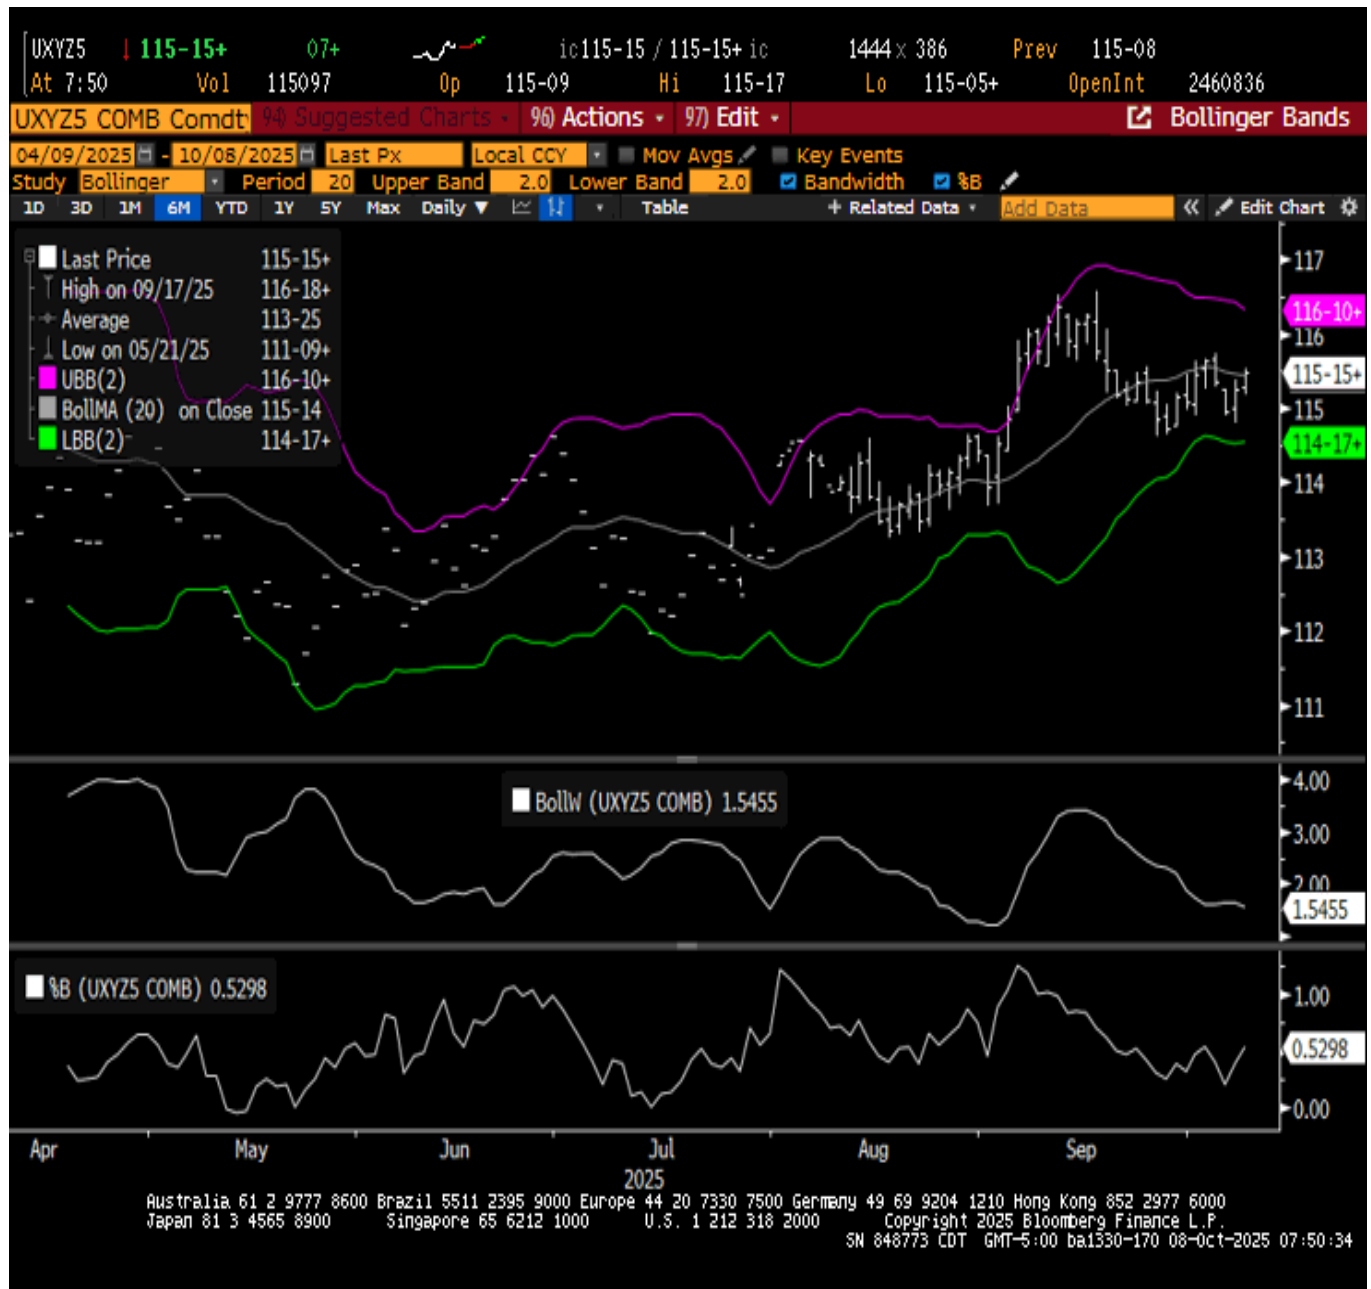 UXYZ5 ↓ 115-15+ 07+ ic115-15 / 115-15+ ic 1444 x 386 Prev 115-08
At 7:50 Vol 115097 Op 115-09 Hi 115-17 Lo 115-05+ OpenInt 2460836
UXYZ5 COMB Comdty 94) Suggested Charts 96) Actions 97) Edit Bollinger Bands
04/09/2025 - 10/08/2025 Last Px Local CCY Mov Avgs Key Events
Study Bollinger Period 20 Upper Band 2.0 Lower Band 2.0 Bandwidth %B
1D 3D 1M 6M YTD 1Y 5Y Max Daily ▼ Table + Related Data Add Data « Edit Chart
Last Price 115-15+
High on 09/17/25 116-18+
Average 113-25
Low on 05/21/25 111-09+
UBB(2) 116-10+
BollMA (20) on Close 115-14
LBB(2) 114-17+
117
116-10+
116
115-15+
115
114-17+
114
113
112
111
BollW (UXYZ5 COMB) 1.5455
4.00
3.00
2.00
1.5455
%B (UXYZ5 COMB) 0.5298
1.00
0.5298
0.00
Apr May Jun Jul Aug Sep
2025
Australia 61 2 9777 8600 Brazil 5511 2395 9000 Europe 44 20 7330 7500 Germany 49 69 9204 1210 Hong Kong 852 2977 6000
Japan 81 3 4565 8900 Singapore 65 6212 1000 U.S. 1 212 318 2000 Copyright 2025 Bloomberg Finance L.P.
SN 848773 CDT GMT-5:00 ba1330-170 08-Oct-2025 07:50:34